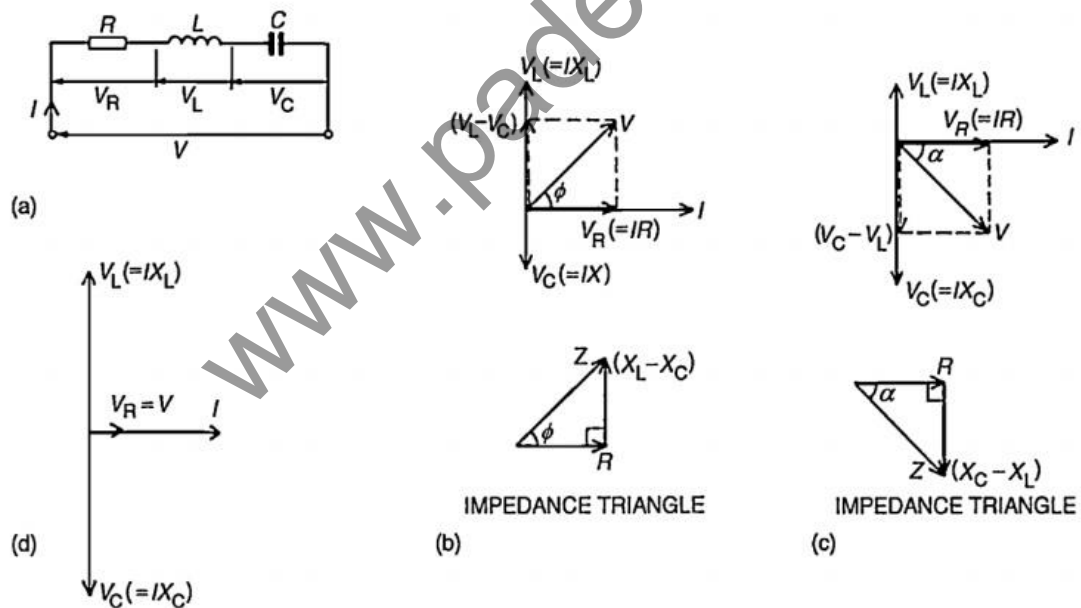 R L C
V_R V_L V_C
I
V
(a)
V_L(=IX_L)
V_R=V I
V_C(=IX_C)
(d)
V_L(=IX_L)
(V_L-V_C) V
ϕ
I
V_R(=IR)
V_C(=IX)
Z (X_L-X_C)
ϕ
R
IMPEDANCE TRIANGLE
(b)
V_L(=IX_L)
V_R(=IR)
I
α
(V_C-V_L) V
V_C(=IX_C)
R
α
Z (X_C-X_L)
IMPEDANCE TRIANGLE
(c)
www.pade